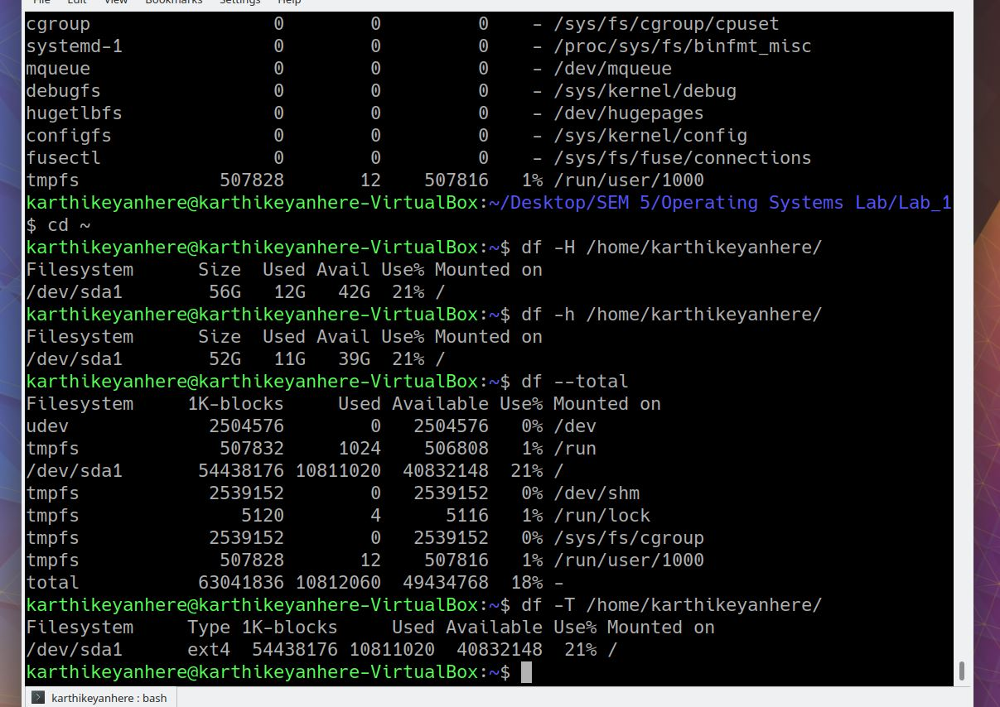 File Edit View Bookmarks Settings Help
cgroup 0 0 0 - /sys/fs/cgroup/cpuset
systemd-1 0 0 0 - /proc/sys/fs/binfmt_misc
mqueue 0 0 0 - /dev/mqueue
debugfs 0 0 0 - /sys/kernel/debug
hugetlbfs 0 0 0 - /dev/hugepages
configfs 0 0 0 - /sys/kernel/config
fusectl 0 0 0 - /sys/fs/fuse/connections
tmpfs 507828 12 507816 1% /run/user/1000
karthikeyanhere@karthikeyanhere-VirtualBox:~/Desktop/SEM 5/Operating Systems Lab/Lab_1
$ cd ~
karthikeyanhere@karthikeyanhere-VirtualBox:~$ df -H /home/karthikeyanhere/
Filesystem Size Used Avail Use% Mounted on
/dev/sda1 56G 12G 42G 21% /
karthikeyanhere@karthikeyanhere-VirtualBox:~$ df -h /home/karthikeyanhere/
Filesystem Size Used Avail Use% Mounted on
/dev/sda1 52G 11G 39G 21% /
karthikeyanhere@karthikeyanhere-VirtualBox:~$ df --total
Filesystem 1K-blocks Used Available Use% Mounted on
udev 2504576 0 2504576 0% /dev
tmpfs 507832 1024 506808 1% /run
/dev/sda1 54438176 10811020 40832148 21% /
tmpfs 2539152 0 2539152 0% /dev/shm
tmpfs 5120 4 5116 1% /run/lock
tmpfs 2539152 0 2539152 0% /sys/fs/cgroup
tmpfs 507828 12 507816 1% /run/user/1000
total 63041836 10812060 49434768 18% -
karthikeyanhere@karthikeyanhere-VirtualBox:~$ df -T /home/karthikeyanhere/
Filesystem Type 1K-blocks Used Available Use% Mounted on
/dev/sda1 ext4 54438176 10811020 40832148 21% /
karthikeyanhere@karthikeyanhere-VirtualBox:~$
karthikeyanhere : bash